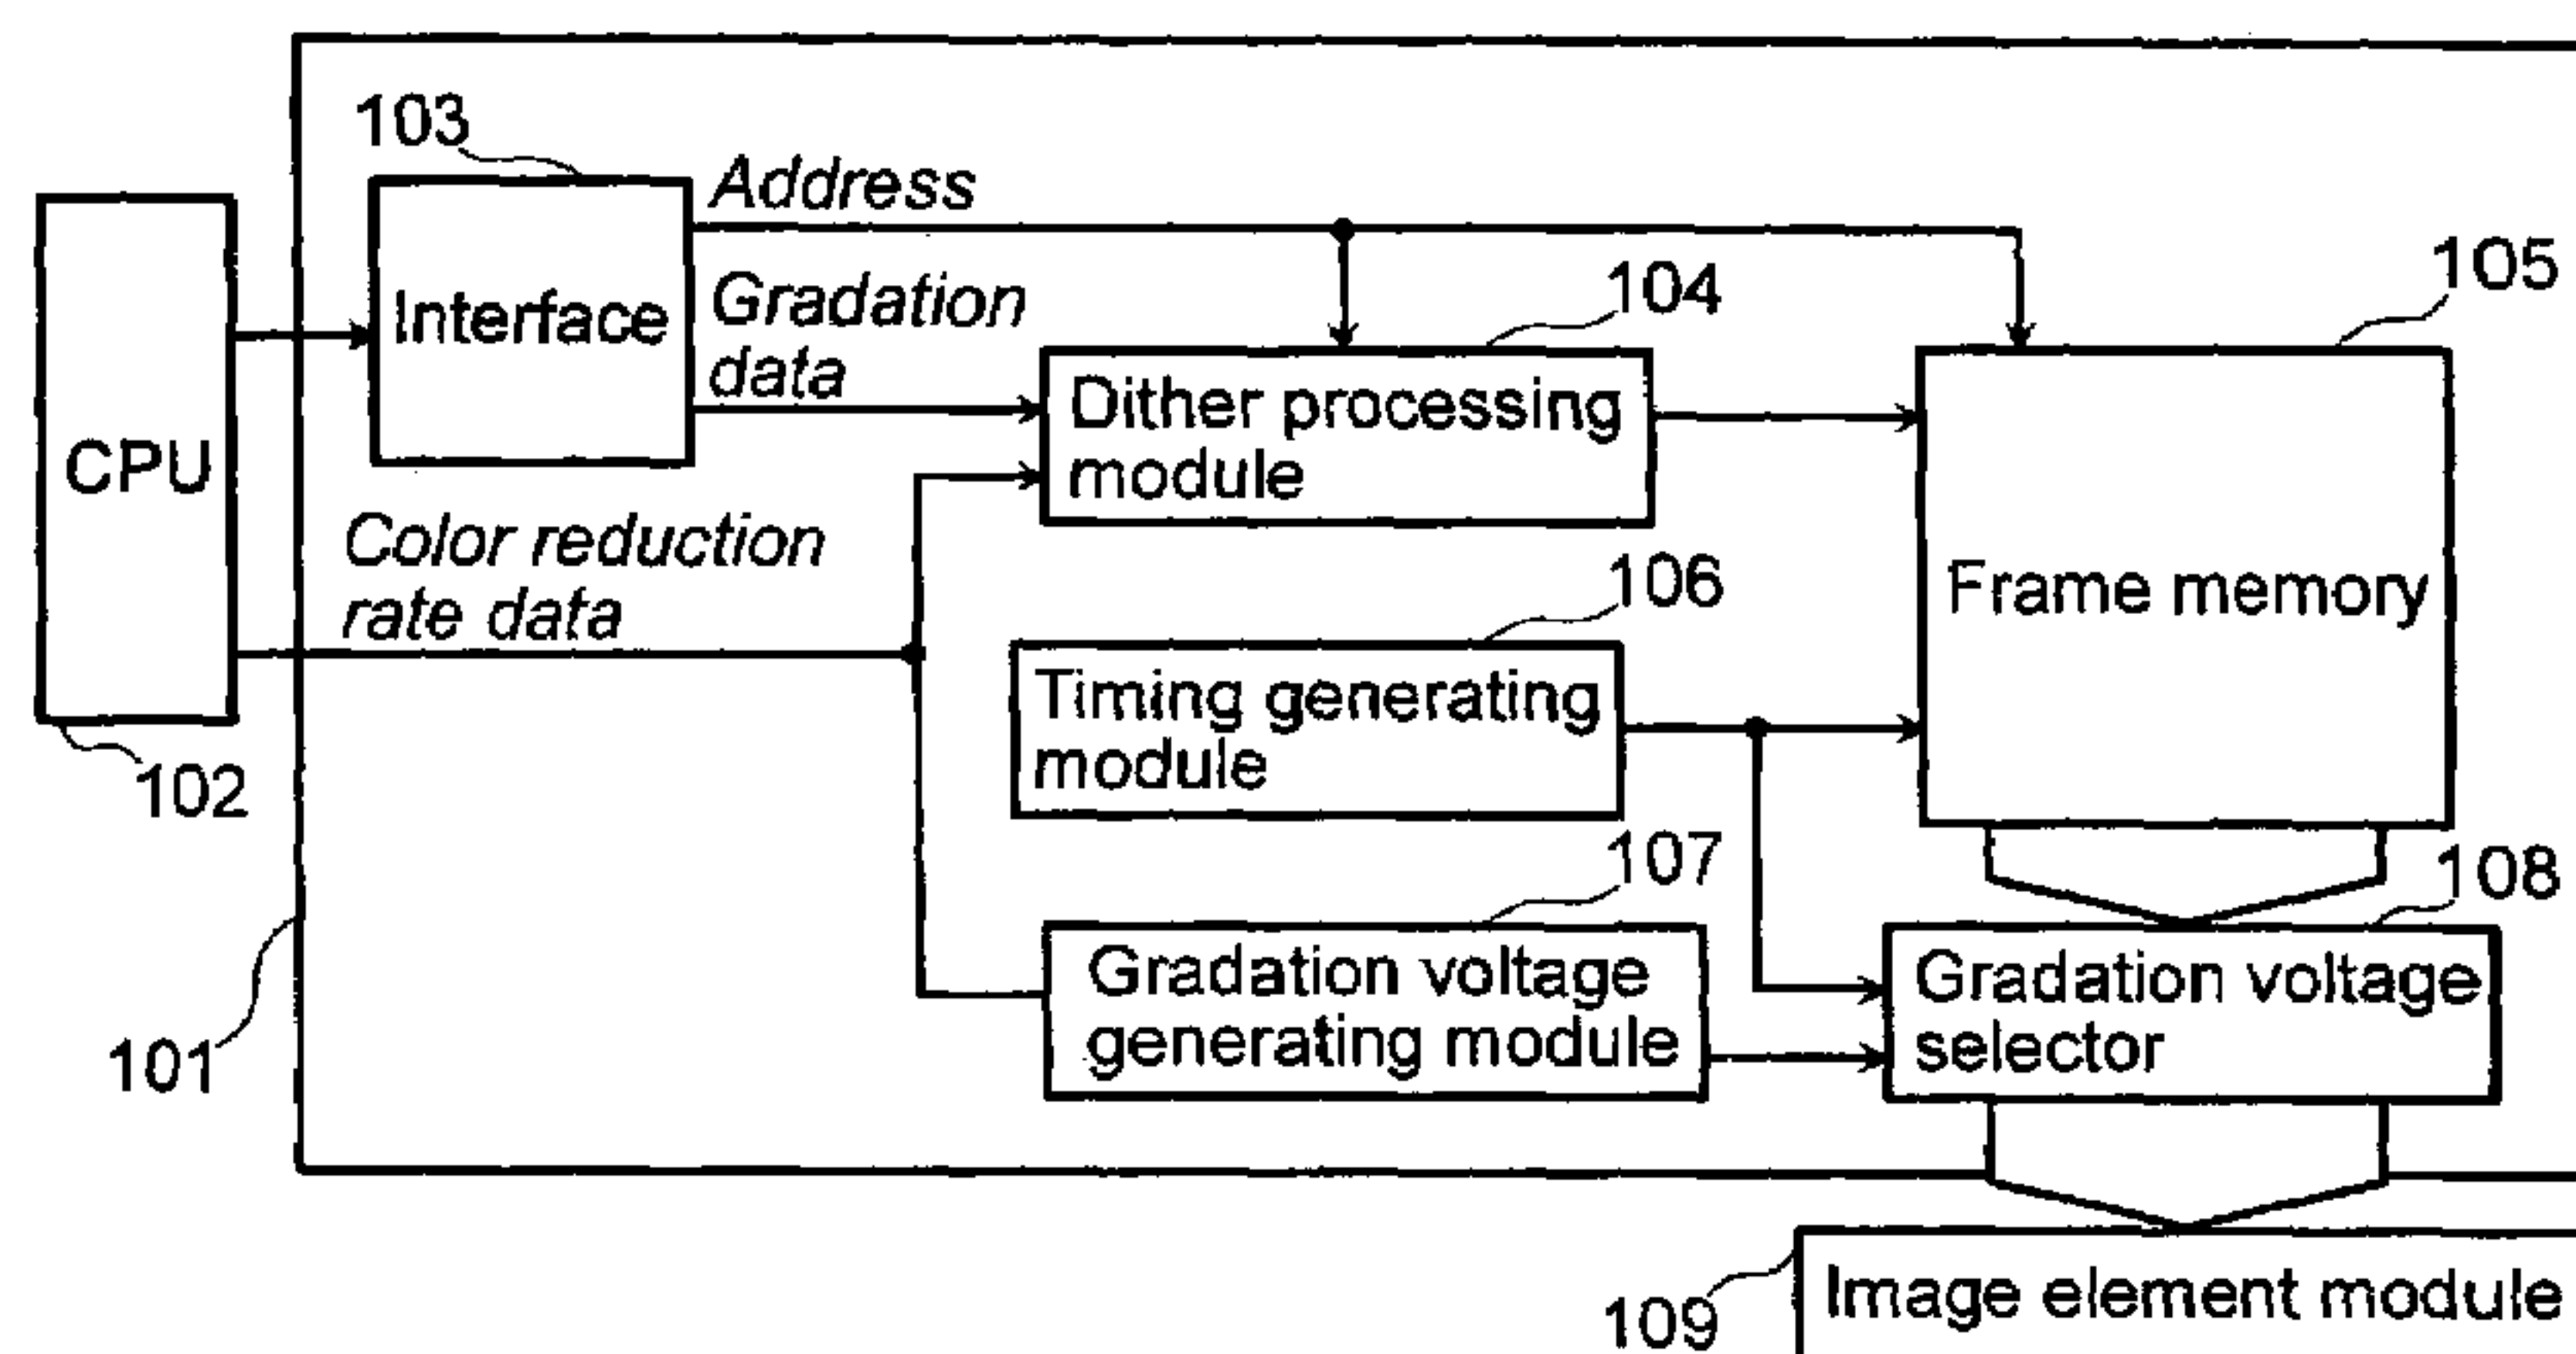 103
Address
Interface
Gradation
data
104
105
CPU
Dither processing
module
Color reduction
rate data
Frame memory
106
Timing generating
module
102
107
108
Gradation voltage
generating module
Gradation voltage
selector
101
109
Image element module